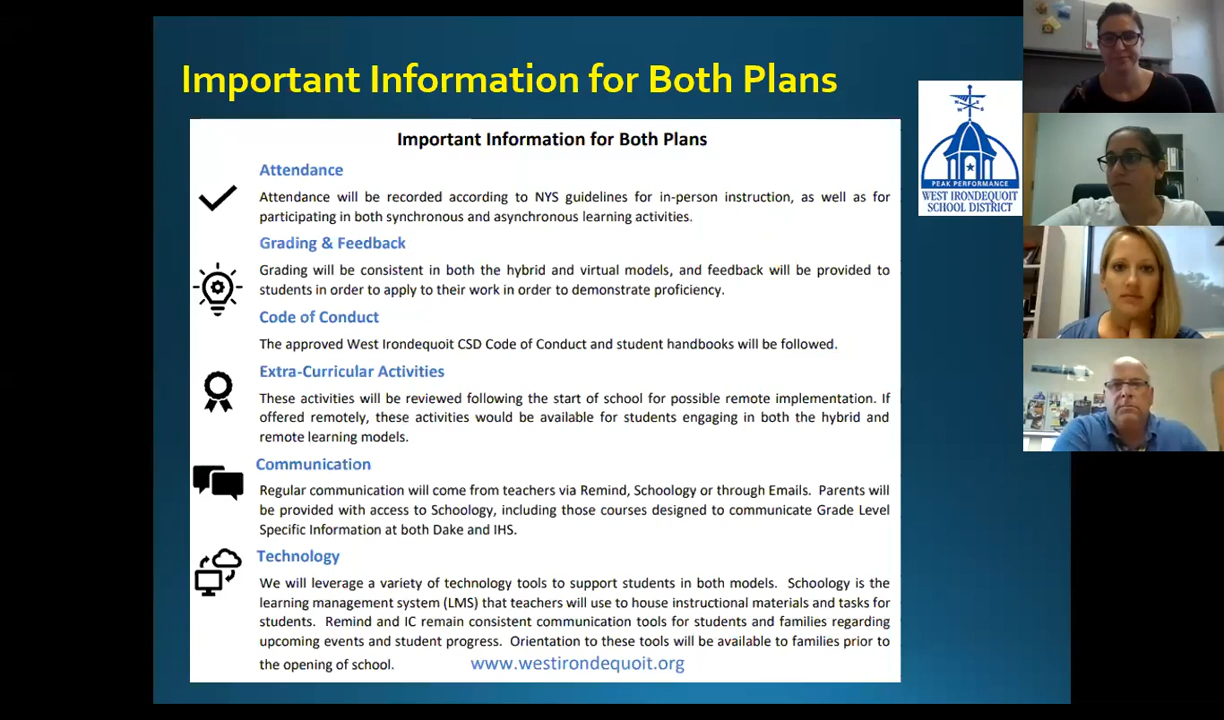 Important Information for Both Plans
Important Information for Both Plans
Attendance
Attendance will be recorded according to NYS guidelines for in-person instruction, as well as for
participating in both synchronous and asynchronous learning activities.
Grading & Feedback
Grading will be consistent in both the hybrid and virtual models, and feedback will be provided to
students in order to apply to their work in order to demonstrate proficiency.
Code of Conduct
The approved West Irondequoit CSD Code of Conduct and student handbooks will be followed.
Extra-Curricular Activities
These activities will be reviewed following the start of school for possible remote implementation. If
offered remotely, these activities would be available for students engaging in both the hybrid and
remote learning models.
Communication
Regular communication will come from teachers via Remind, Schoology or through Emails. Parents will
be provided with access to Schoology, including those courses designed to communicate Grade Level
Specific Information at both Dake and IHS.
Technology
We will leverage a variety of technology tools to support students in both models. Schoology is the
learning management system (LMS) that teachers will use to house instructional materials and tasks for
students. Remind and IC remain consistent communication tools for students and families regarding
upcoming events and student progress. Orientation to these tools will be available to families prior to
the opening of school. www.westirondequoit.org
PEAK PERFORMANCE
WEST IRONDEQUOIT
SCHOOL DISTRICT